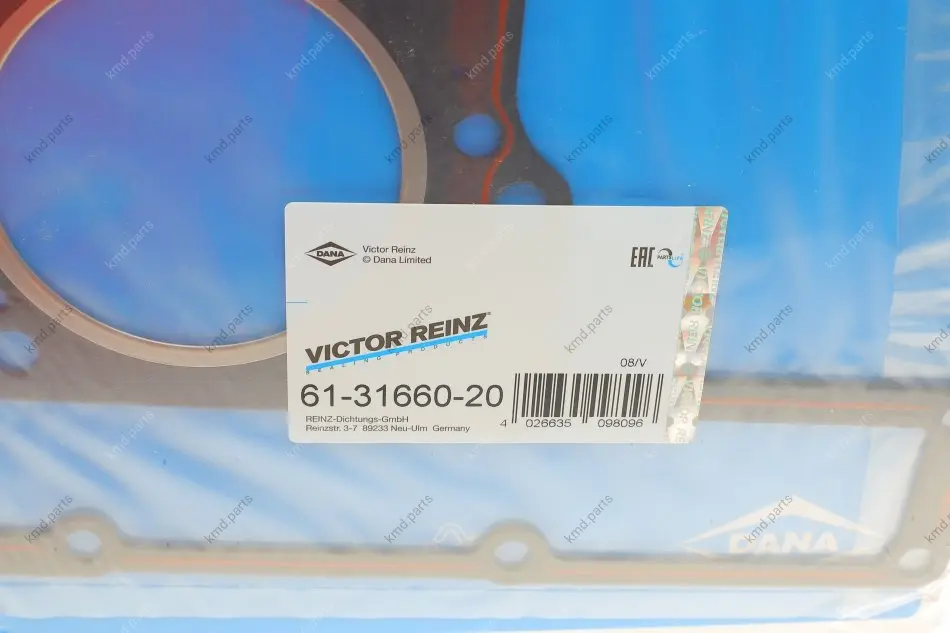 DANA
Victor Reinz
© Dana Limited
EAC
PARTSLIFE
VICTOR REINZ®
SEALING PRODUCTS
08/V
61-31660-20
4 026635 098096
REINZ-Dichtungs-GmbH
Reinzstr. 3-7 89233 Neu-Ulm Germany
DANA
kmd.parts